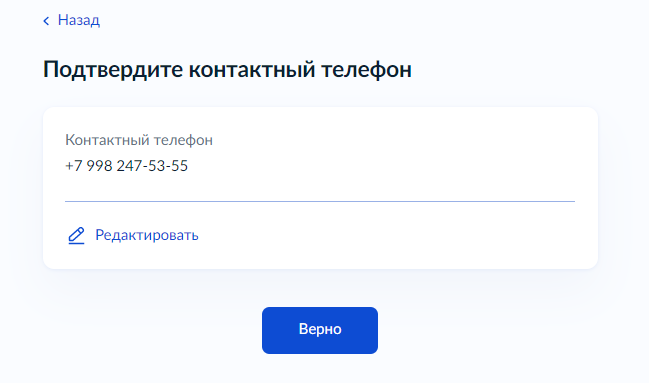 Назад
Подтвердите контактный телефон
Контактный телефон
+7 998 247-53-55
Редактировать
Верно